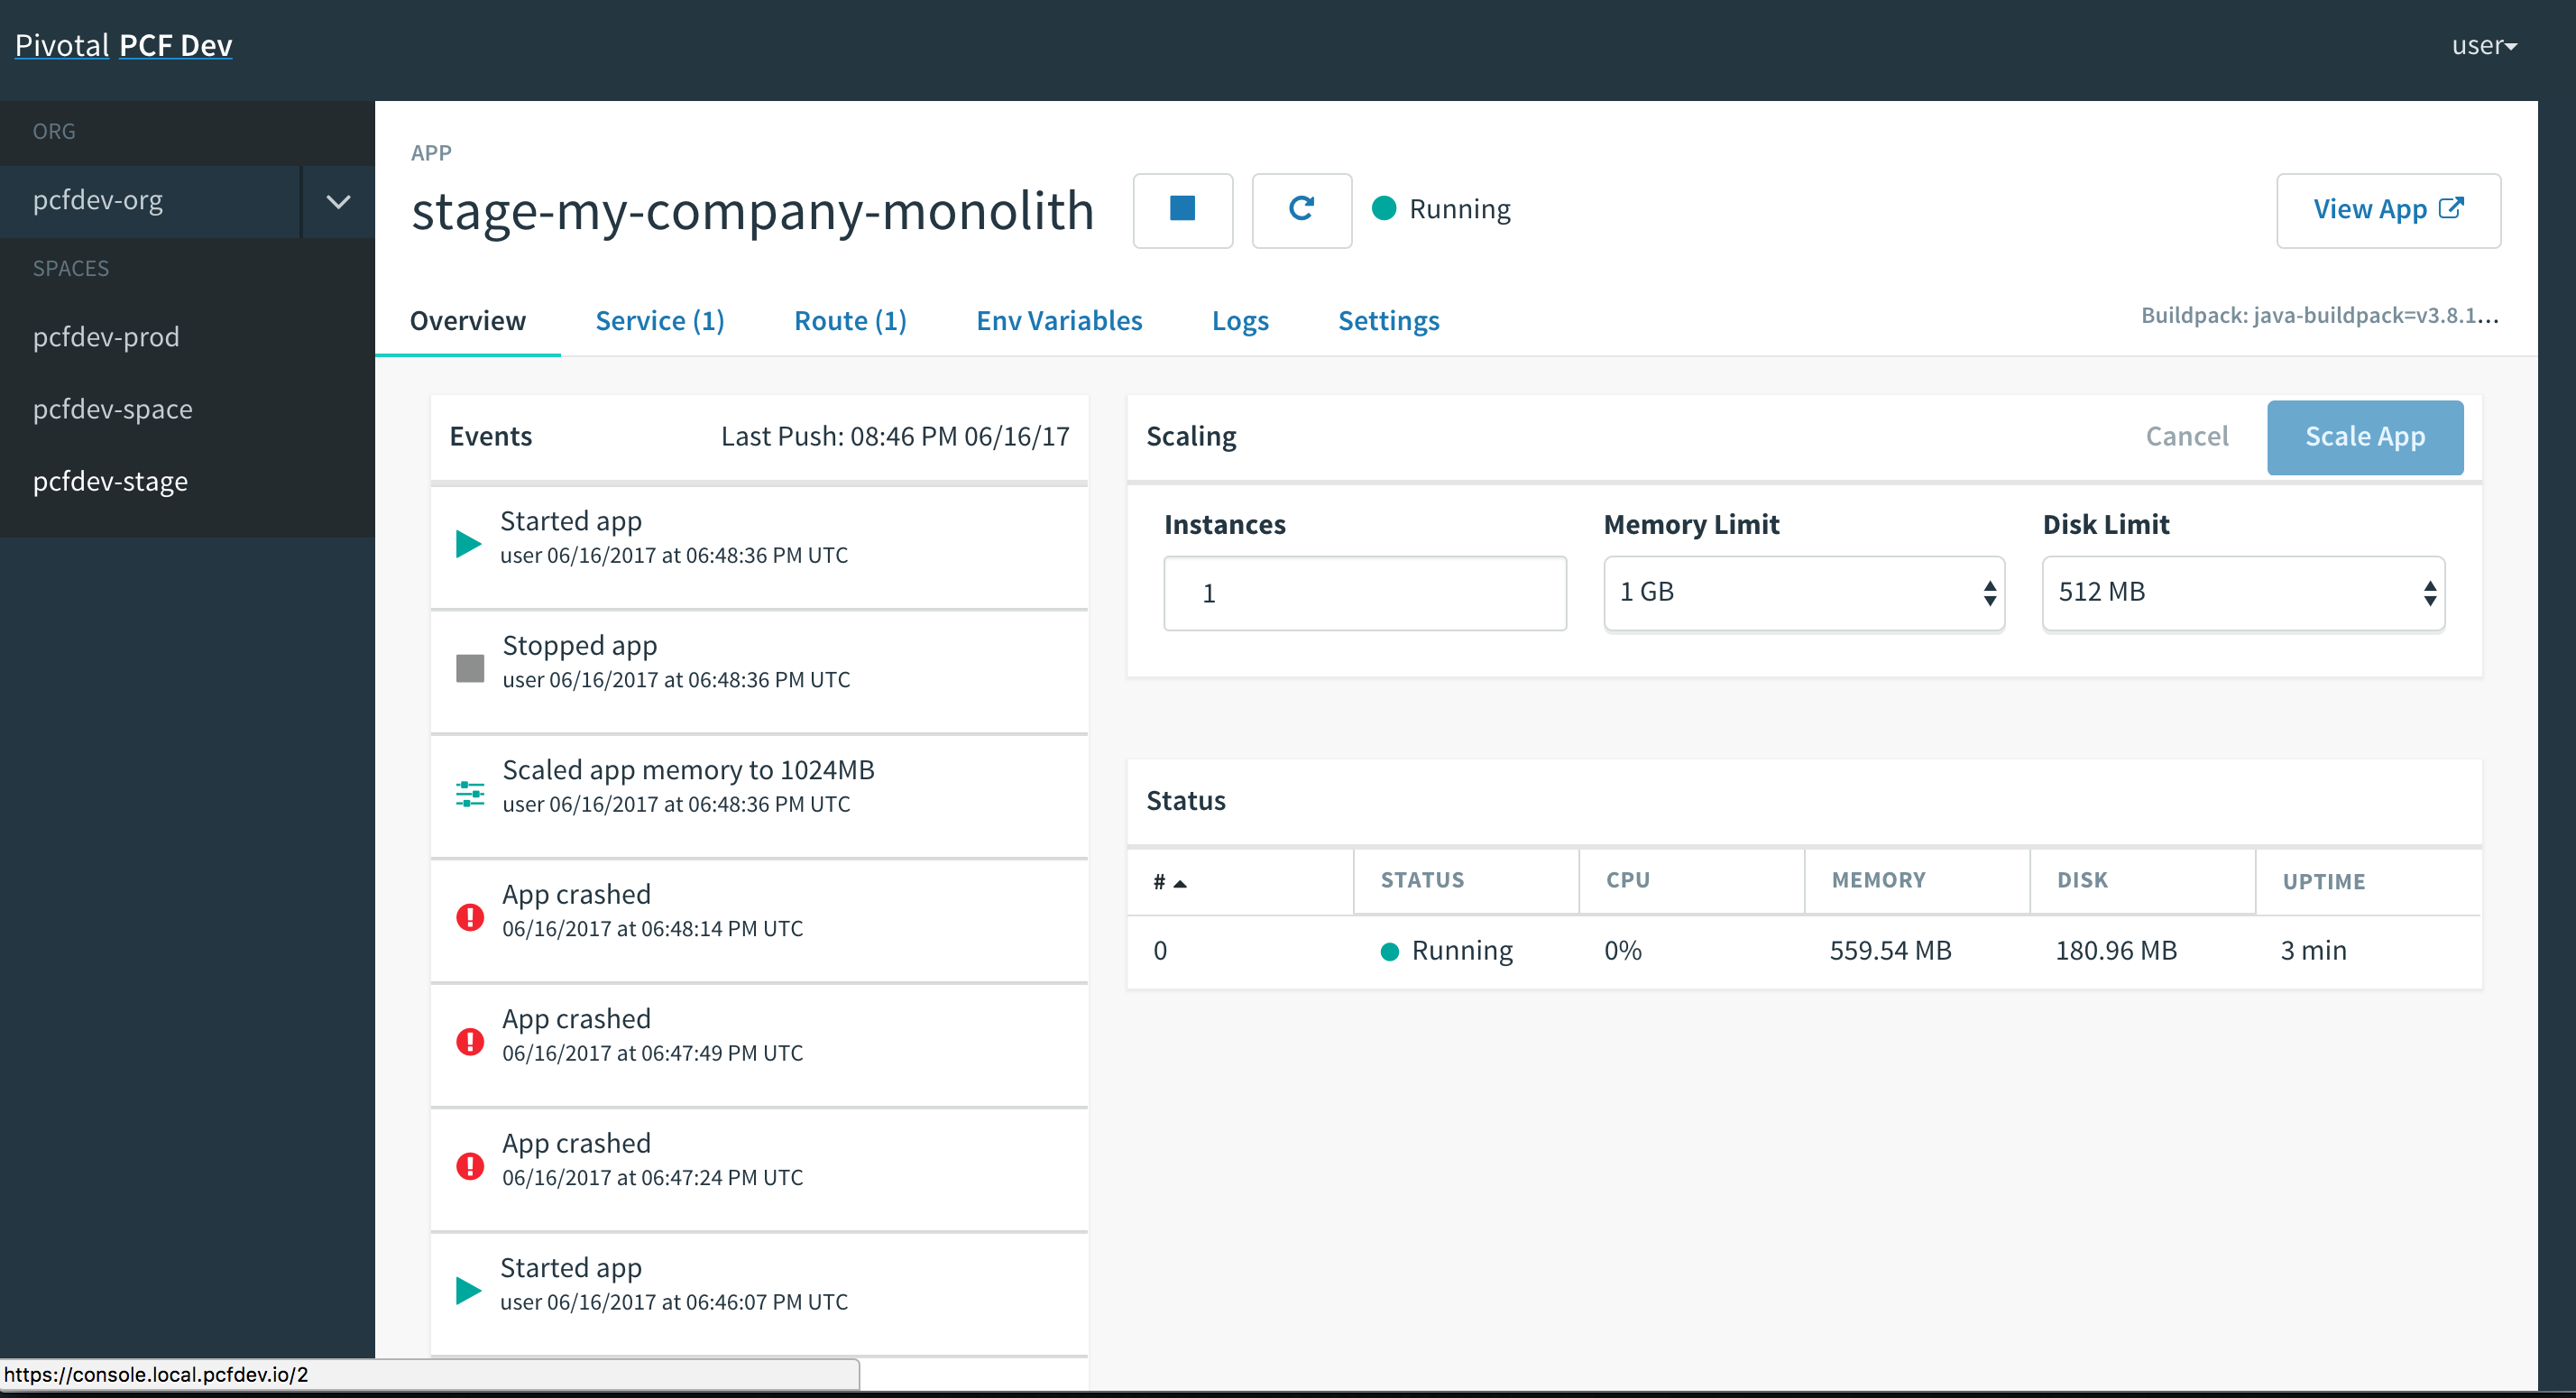 Pivotal PCF Dev
user
ORG
pcfdev-org
SPACES
pcfdev-prod
pcfdev-space
pcfdev-stage
APP
stage-my-company-monolith
Running
View App
Overview Service (1) Route (1) Env Variables Logs Settings
Buildpack: java-buildpack=v3.8.1...
Events Last Push: 08:46 PM 06/16/17
Started app
user 06/16/2017 at 06:48:36 PM UTC
Stopped app
user 06/16/2017 at 06:48:36 PM UTC
Scaled app memory to 1024MB
user 06/16/2017 at 06:48:36 PM UTC
App crashed
06/16/2017 at 06:48:14 PM UTC
App crashed
06/16/2017 at 06:47:49 PM UTC
App crashed
06/16/2017 at 06:47:24 PM UTC
Started app
user 06/16/2017 at 06:46:07 PM UTC
Scaling Cancel Scale App
Instances Memory Limit Disk Limit
1 1 GB 512 MB
Status
# STATUS CPU MEMORY DISK UPTIME
0 Running 0% 559.54 MB 180.96 MB 3 min
https://console.local.pcfdev.io/2